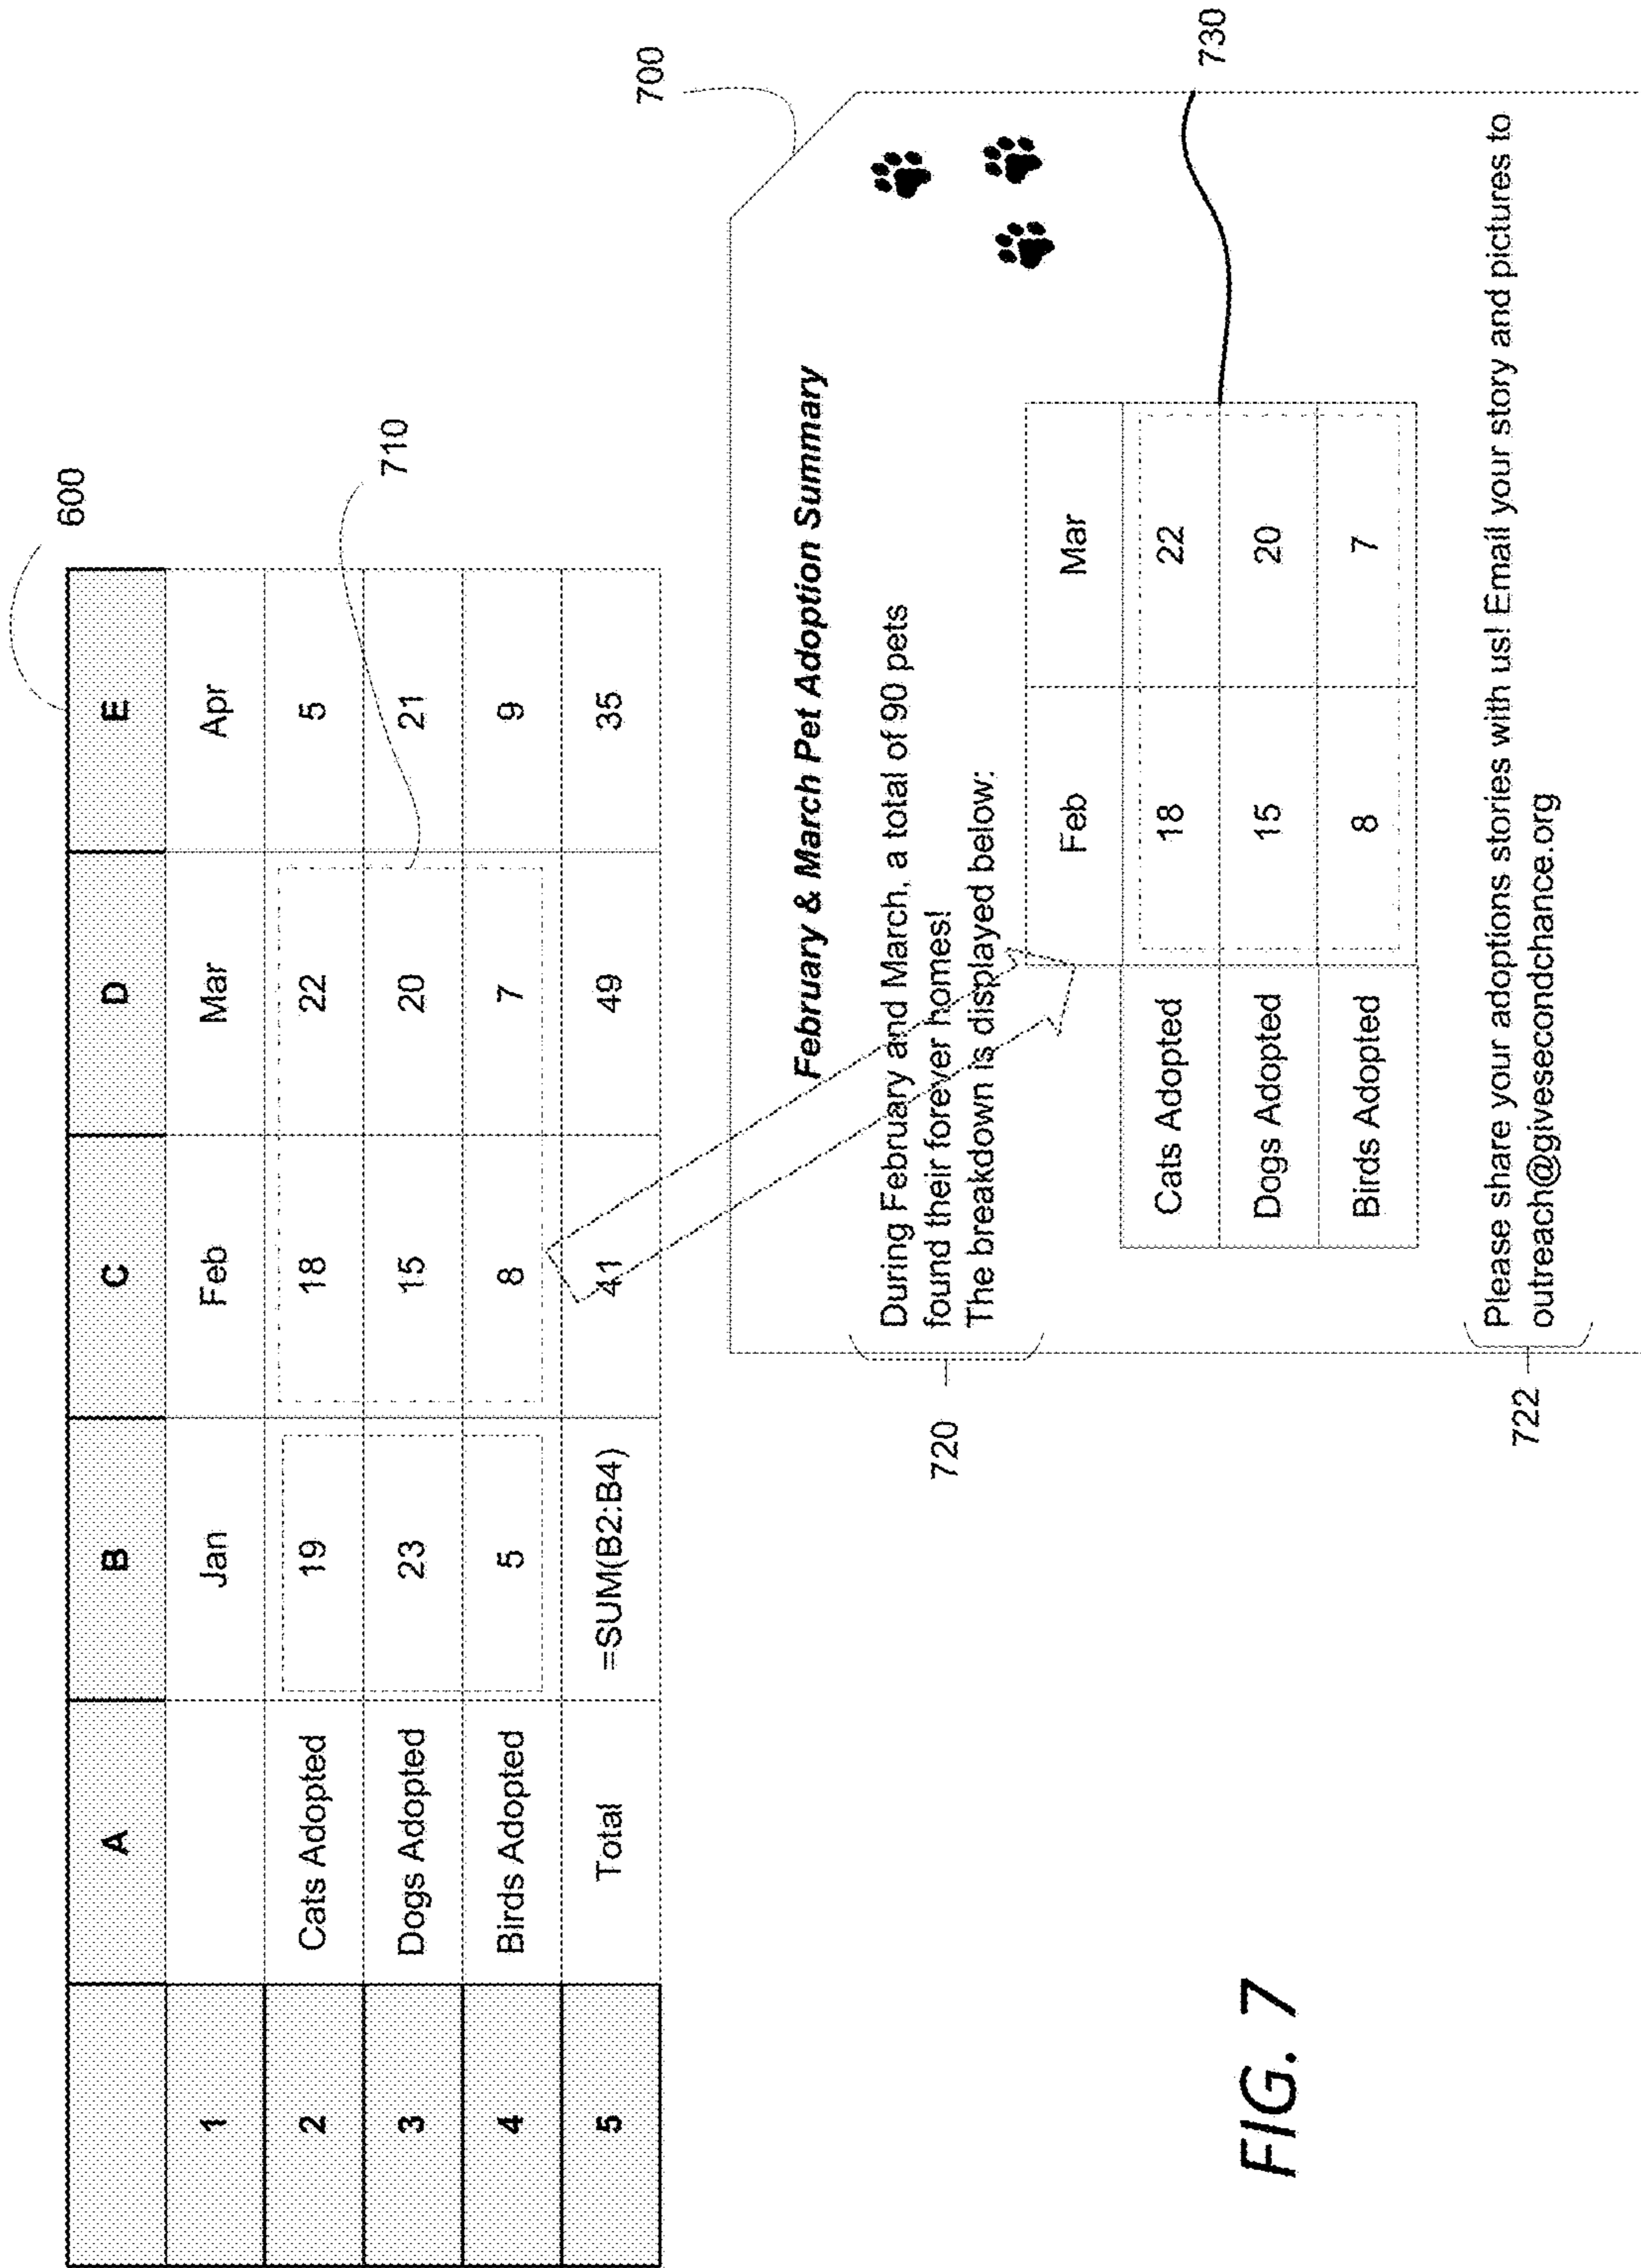 600
A B C D E
1 Jan Feb Mar Apr
2 Cats Adopted 19 18 22 5
3 Dogs Adopted 23 15 20 21
4 Birds Adopted 5 8 7 9
5 Total =SUM(B2:B4) 41 49 35
710
700
February & March Pet Adoption Summary
720
During February and March, a total of 90 pets
found their forever homes!
The breakdown is displayed below:
Feb Mar
Cats Adopted 18 22
Dogs Adopted 15 20
Birds Adopted 8 7
730
722
Please share your adoptions stories with us! Email your story and pictures to
outreach@givesecondchance.org
FIG. 7